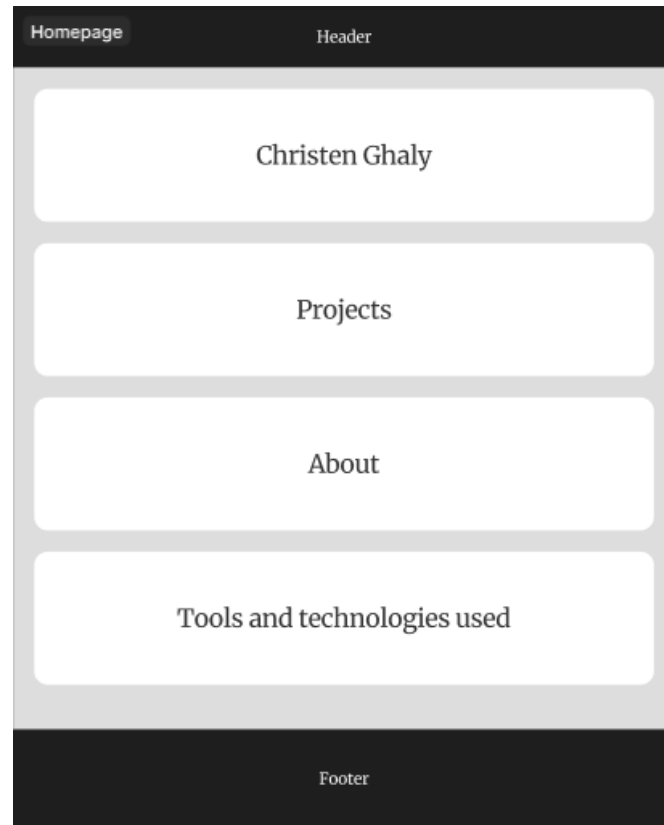 Homepage
Header
Christen Ghaly
Projects
About
Tools and technologies used
Footer